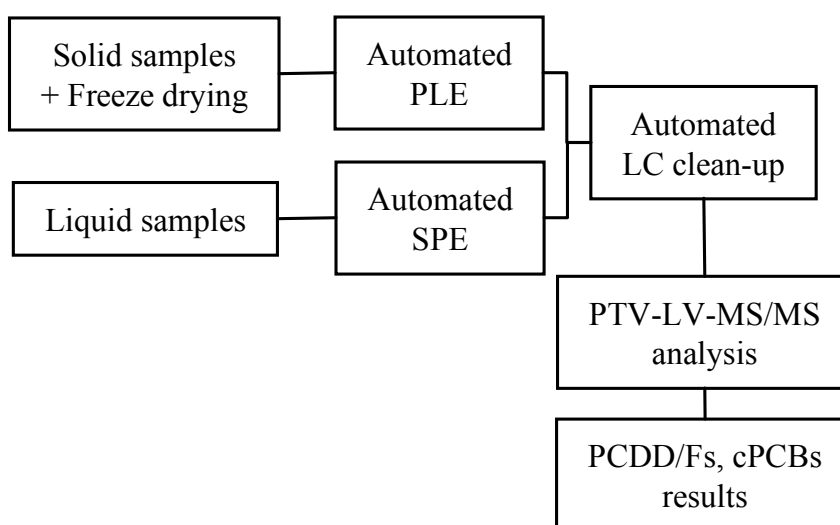 Solid samples
+ Freeze drying
Automated
PLE
Automated
LC clean-up
Liquid samples
Automated
SPE
PTV-LV-MS/MS
analysis
PCDD/Fs, cPCBs
results